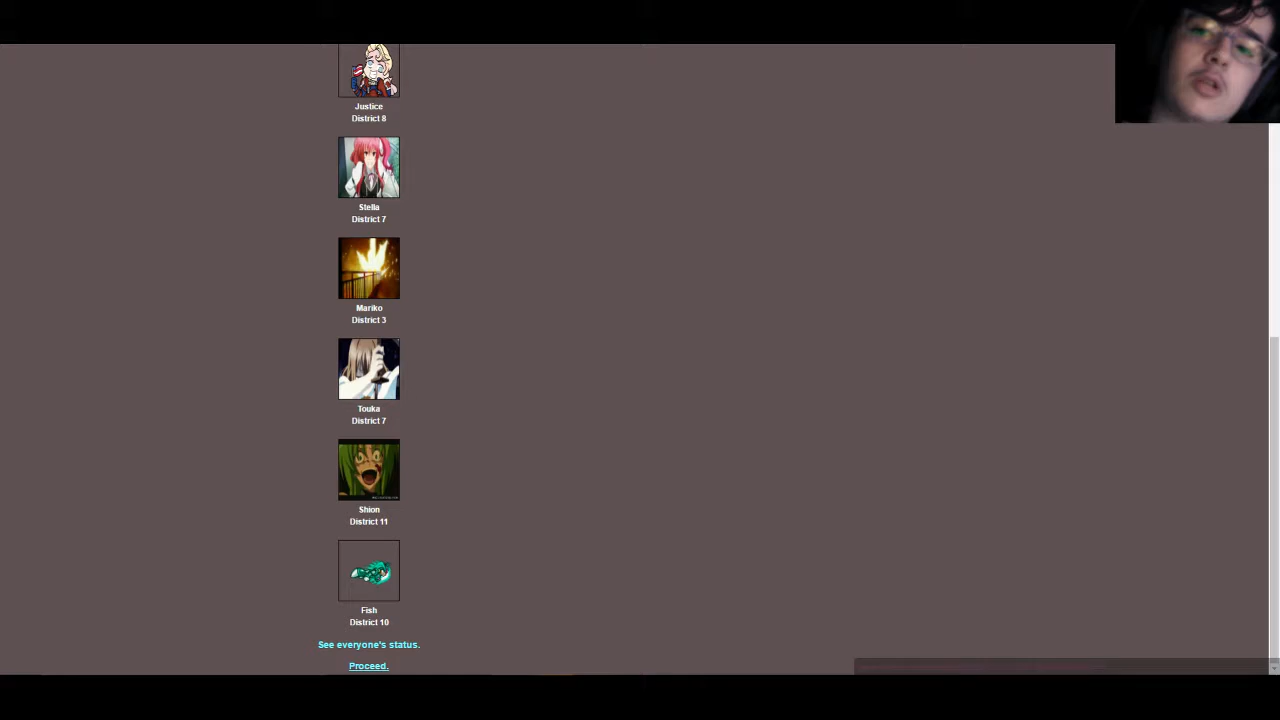 Justice
District 8
Stella
District 7
Mariko
District 3
Touka
District 7
Shion
District 11
Fish
District 10
See everyone's status.
Proceed.